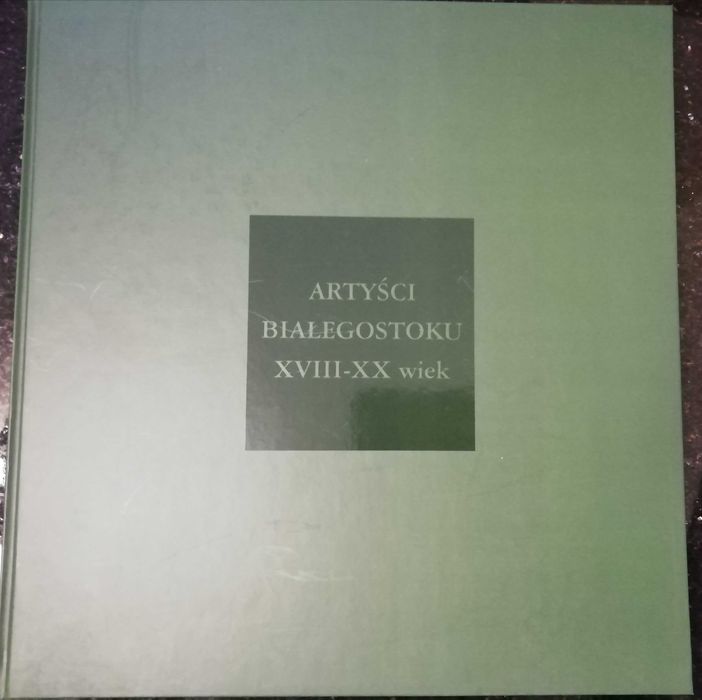 ARTYŚCI
BIAŁEGOSTOKU
XVIII-XX wiek